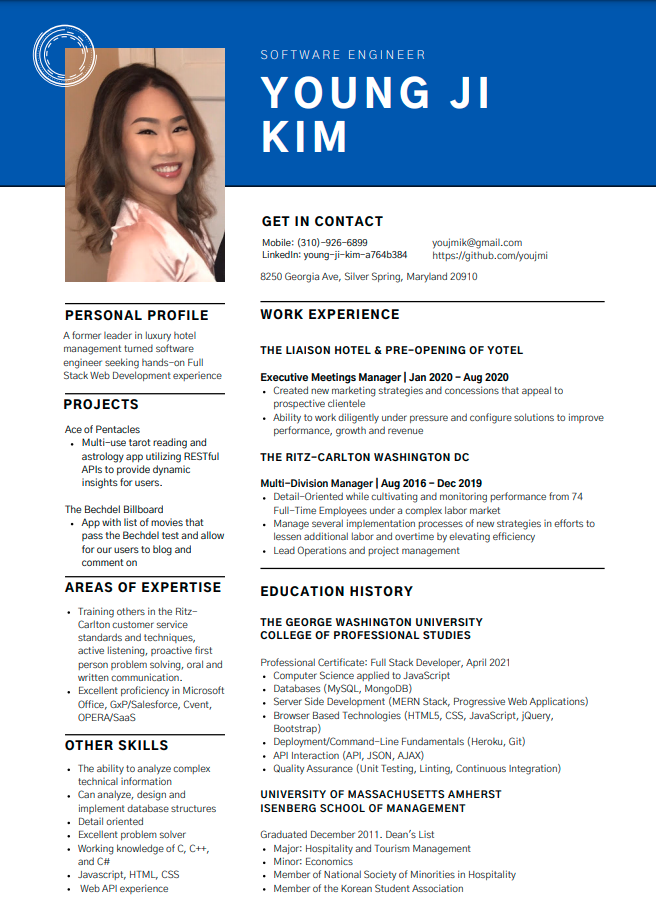 SOFTWARE ENGINEER
YOUNG JI
KIM
GET IN CONTACT
Mobile: (310)-926-6899
LinkedIn: young-ji-kim-a764b384
youjmik@gmail.com
https://github.com/youjmi
8250 Georgia Ave, Silver Spring, Maryland 20910
PERSONAL PROFILE
A former leader in luxury hotel
management turned software
engineer seeking hands-on Full
Stack Web Development experience
PROJECTS
Ace of Pentacles
• Multi-use tarot reading and
astrology app utilizing RESTful
APIs to provide dynamic
insights for users.
The Bechdel Billboard
• App with list of movies that
pass the Bechdel test and allow
for our users to blog and
comment on
AREAS OF EXPERTISE
• Training others in the Ritz-
Carlton customer service
standards and techniques,
active listening, proactive first
person problem solving, oral and
written communication.
• Excellent proficiency in Microsoft
Office, GxP/Salesforce, Cvent,
OPERA/SaaS
OTHER SKILLS
• The ability to analyze complex
technical information
• Can analyze, design and
implement database structures
• Detail oriented
• Excellent problem solver
• Working knowledge of C, C++,
and C#
• Javascript, HTML, CSS
• Web API experience
WORK EXPERIENCE
THE LIAISON HOTEL & PRE-OPENING OF YOTEL
Executive Meetings Manager | Jan 2020 - Aug 2020
• Created new marketing strategies and concessions that appeal to
prospective clientele
• Ability to work diligently under pressure and configure solutions to improve
performance, growth and revenue
THE RITZ-CARLTON WASHINGTON DC
Multi-Division Manager | Aug 2016 - Dec 2019
• Detail-Oriented while cultivating and monitoring performance from 74
Full-Time Employees under a complex labor market
• Manage several implementation processes of new strategies in efforts to
lessen additional labor and overtime by elevating efficiency
• Lead Operations and project management
EDUCATION HISTORY
THE GEORGE WASHINGTON UNIVERSITY
COLLEGE OF PROFESSIONAL STUDIES
Professional Certificate: Full Stack Developer, April 2021
• Computer Science applied to JavaScript
• Databases (MySQL, MongoDB)
• Server Side Development (MERN Stack, Progressive Web Applications)
• Browser Based Technologies (HTML5, CSS, JavaScript, jQuery,
Bootstrap)
• Deployment/Command-Line Fundamentals (Heroku, Git)
• API Interaction (API, JSON, AJAX)
• Quality Assurance (Unit Testing, Linting, Continuous Integration)
UNIVERSITY OF MASSACHUSETTS AMHERST
ISENBERG SCHOOL OF MANAGEMENT
Graduated December 2011. Dean's List
• Major: Hospitality and Tourism Management
• Minor: Economics
• Member of National Society of Minorities in Hospitality
• Member of the Korean Student Association